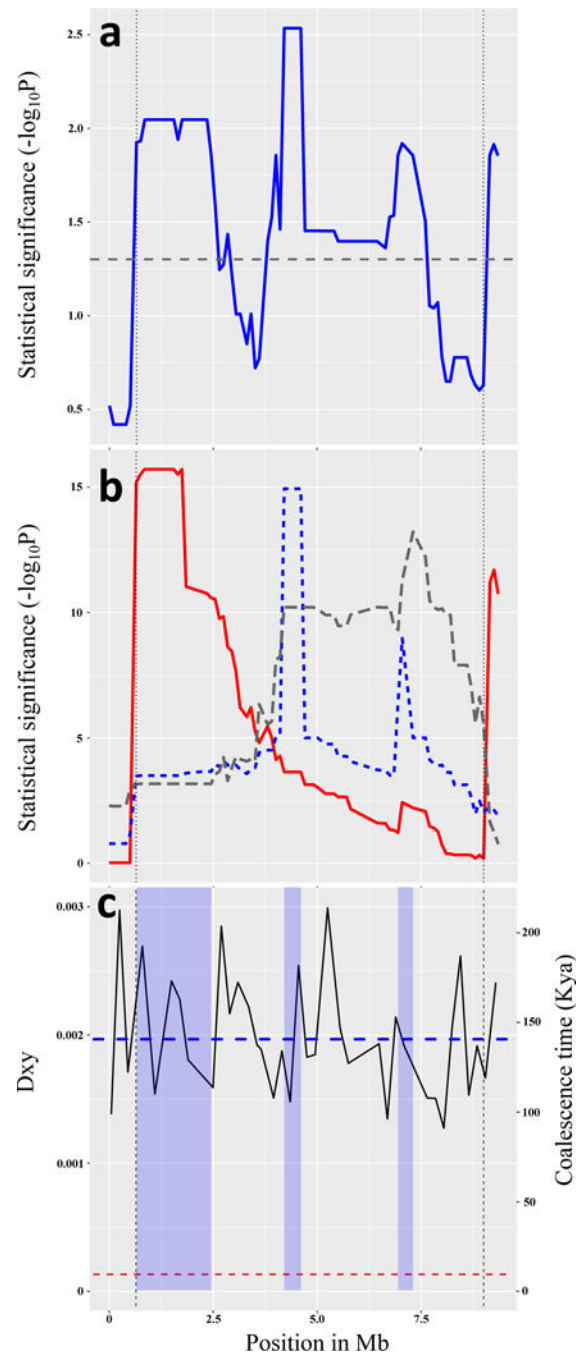 a
2.5
2.0
1.5
1.0
0.5
Statistical significance (-log₁₀P)
b
15
10
5
0
Statistical significance (-log₁₀P)
c
0.003
0.002
0.001
0
Dxy
200
150
100
50
0
Coalescence time (Kya)
0
2.5
5.0
7.5
Position in Mb